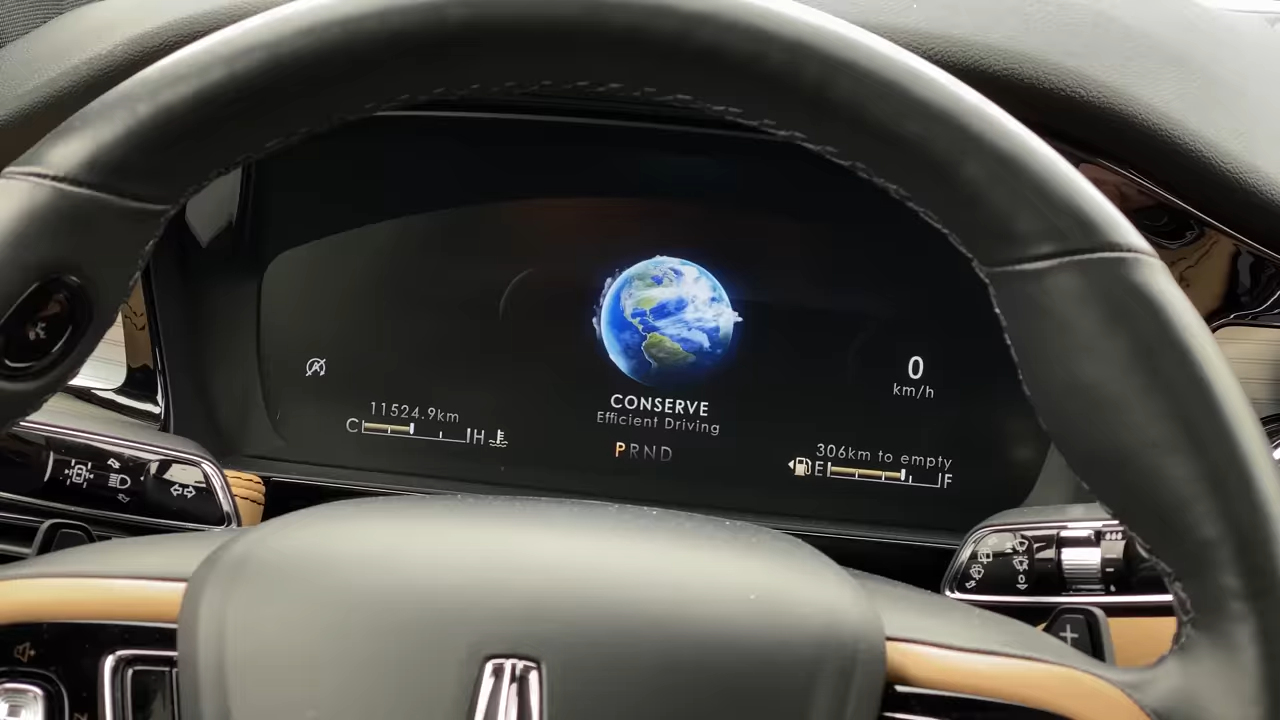 11524.9km
C H
CONSERVE
Efficient Driving
PRND
0
km/h
306km to empty
E F